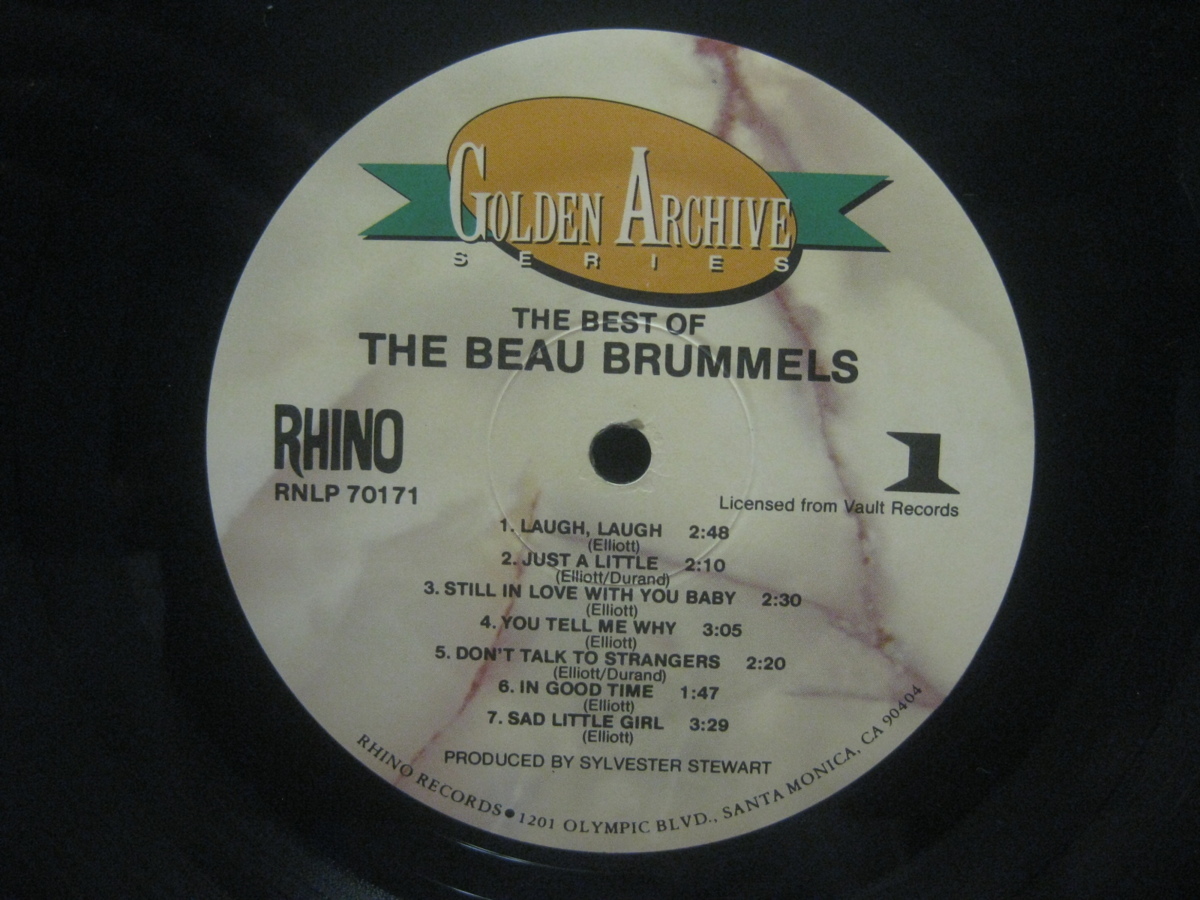 GOLDEN ARCHIVE
SERIES
THE BEST OF
THE BEAU BRUMMELS
RHINO
RNLP 70171
1
Licensed from Vault Records
1. LAUGH, LAUGH 2:48
(Elliott)
2. JUST A LITTLE 2:10
(Elliott/Durand)
3. STILL IN LOVE WITH YOU BABY 2:30
(Elliott)
4. YOU TELL ME WHY 3:05
(Elliott)
5. DON'T TALK TO STRANGERS 2:20
(Elliott/Durand)
6. IN GOOD TIME 1:47
(Elliott)
7. SAD LITTLE GIRL 3:29
(Elliott)
PRODUCED BY SYLVESTER STEWART
RHINO RECORDS • 1201 OLYMPIC BLVD., SANTA MONICA, CA 90404